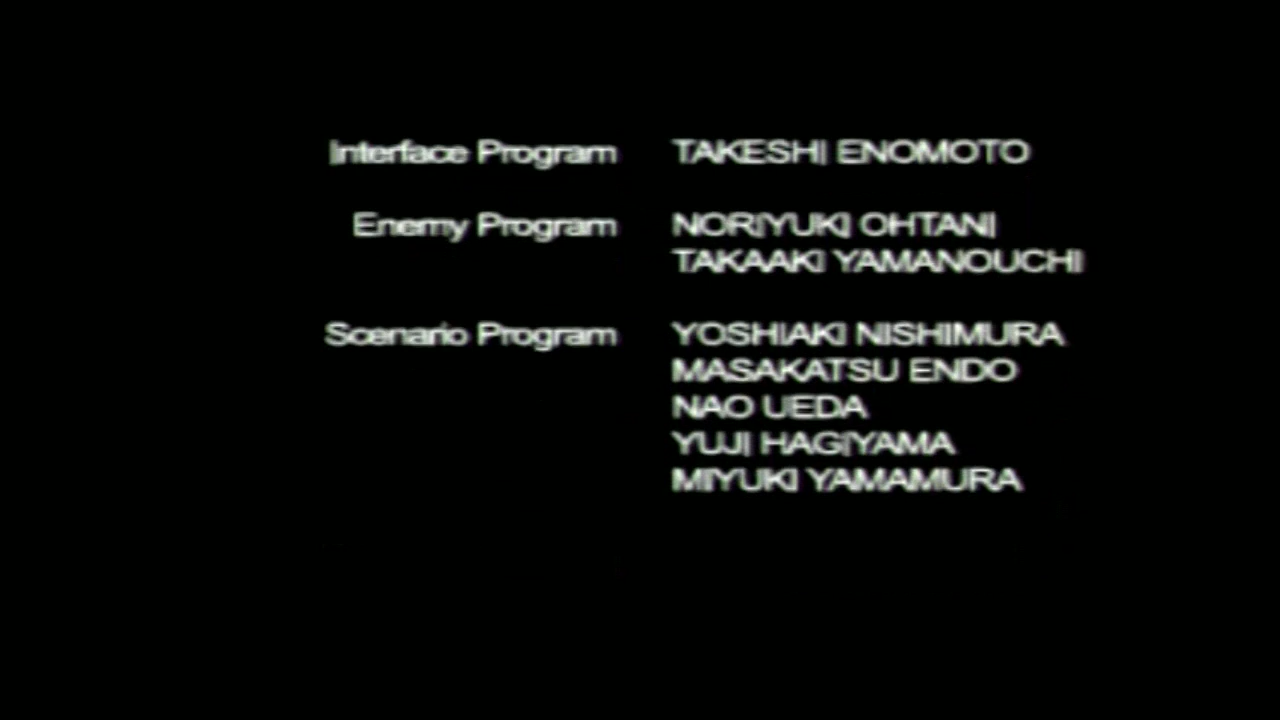 Interface Program TAKESHI ENOMOTO
Enemy Program NORIYUKI OHTANI
TAKAAKI YAMANOUCHI
Scenario Program YOSHIAKI NISHIMURA
MASAKATSU ENDO
NAO UEDA
YUJI HAGIYAMA
MIYUKI YAMAMURA